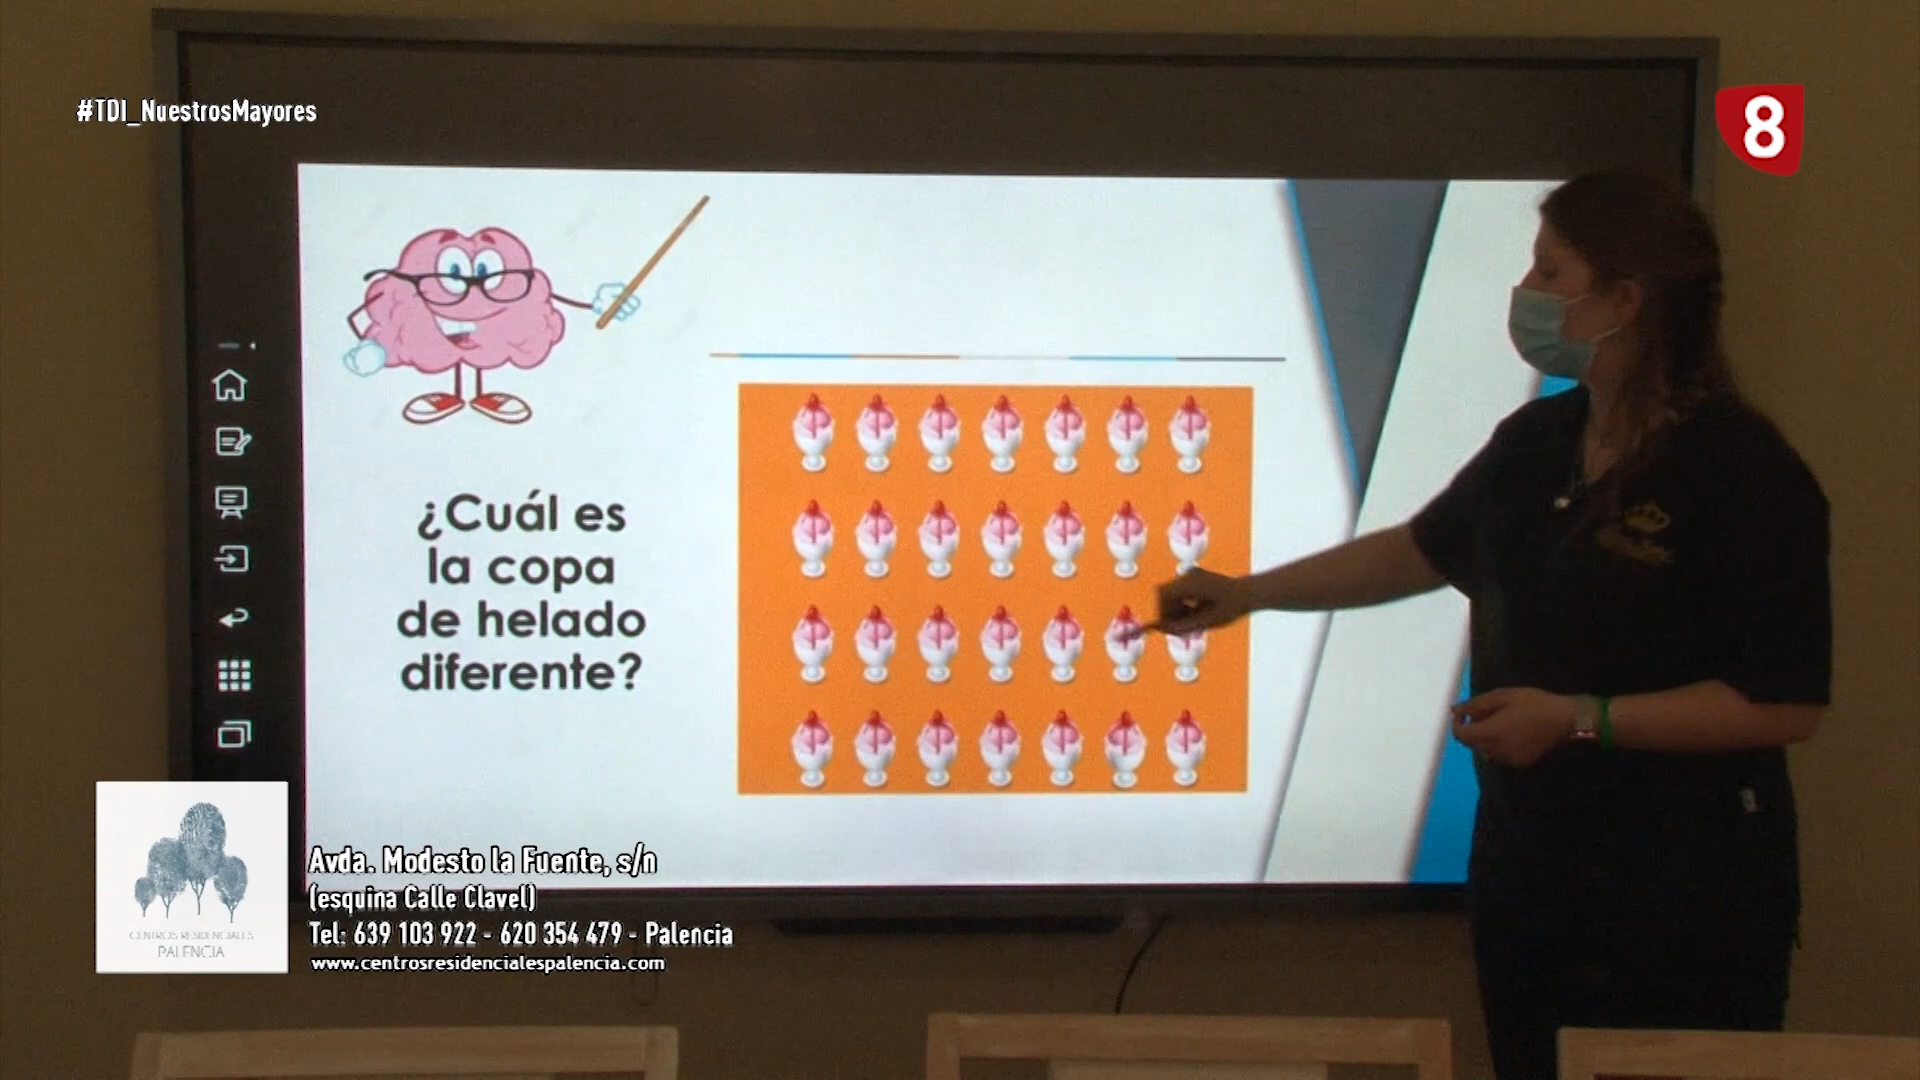 #TDI_NuestrosMayores
8
¿Cuál es
la copa
de helado
diferente?
CENTROS RESIDENCIALES
PALENCIA
Avda. Modesto la Fuente, s/n
(esquina Calle Clavel)
Tel: 639 103 922 - 620 354 479 - Palencia
www.centrosresidencialespalencia.com